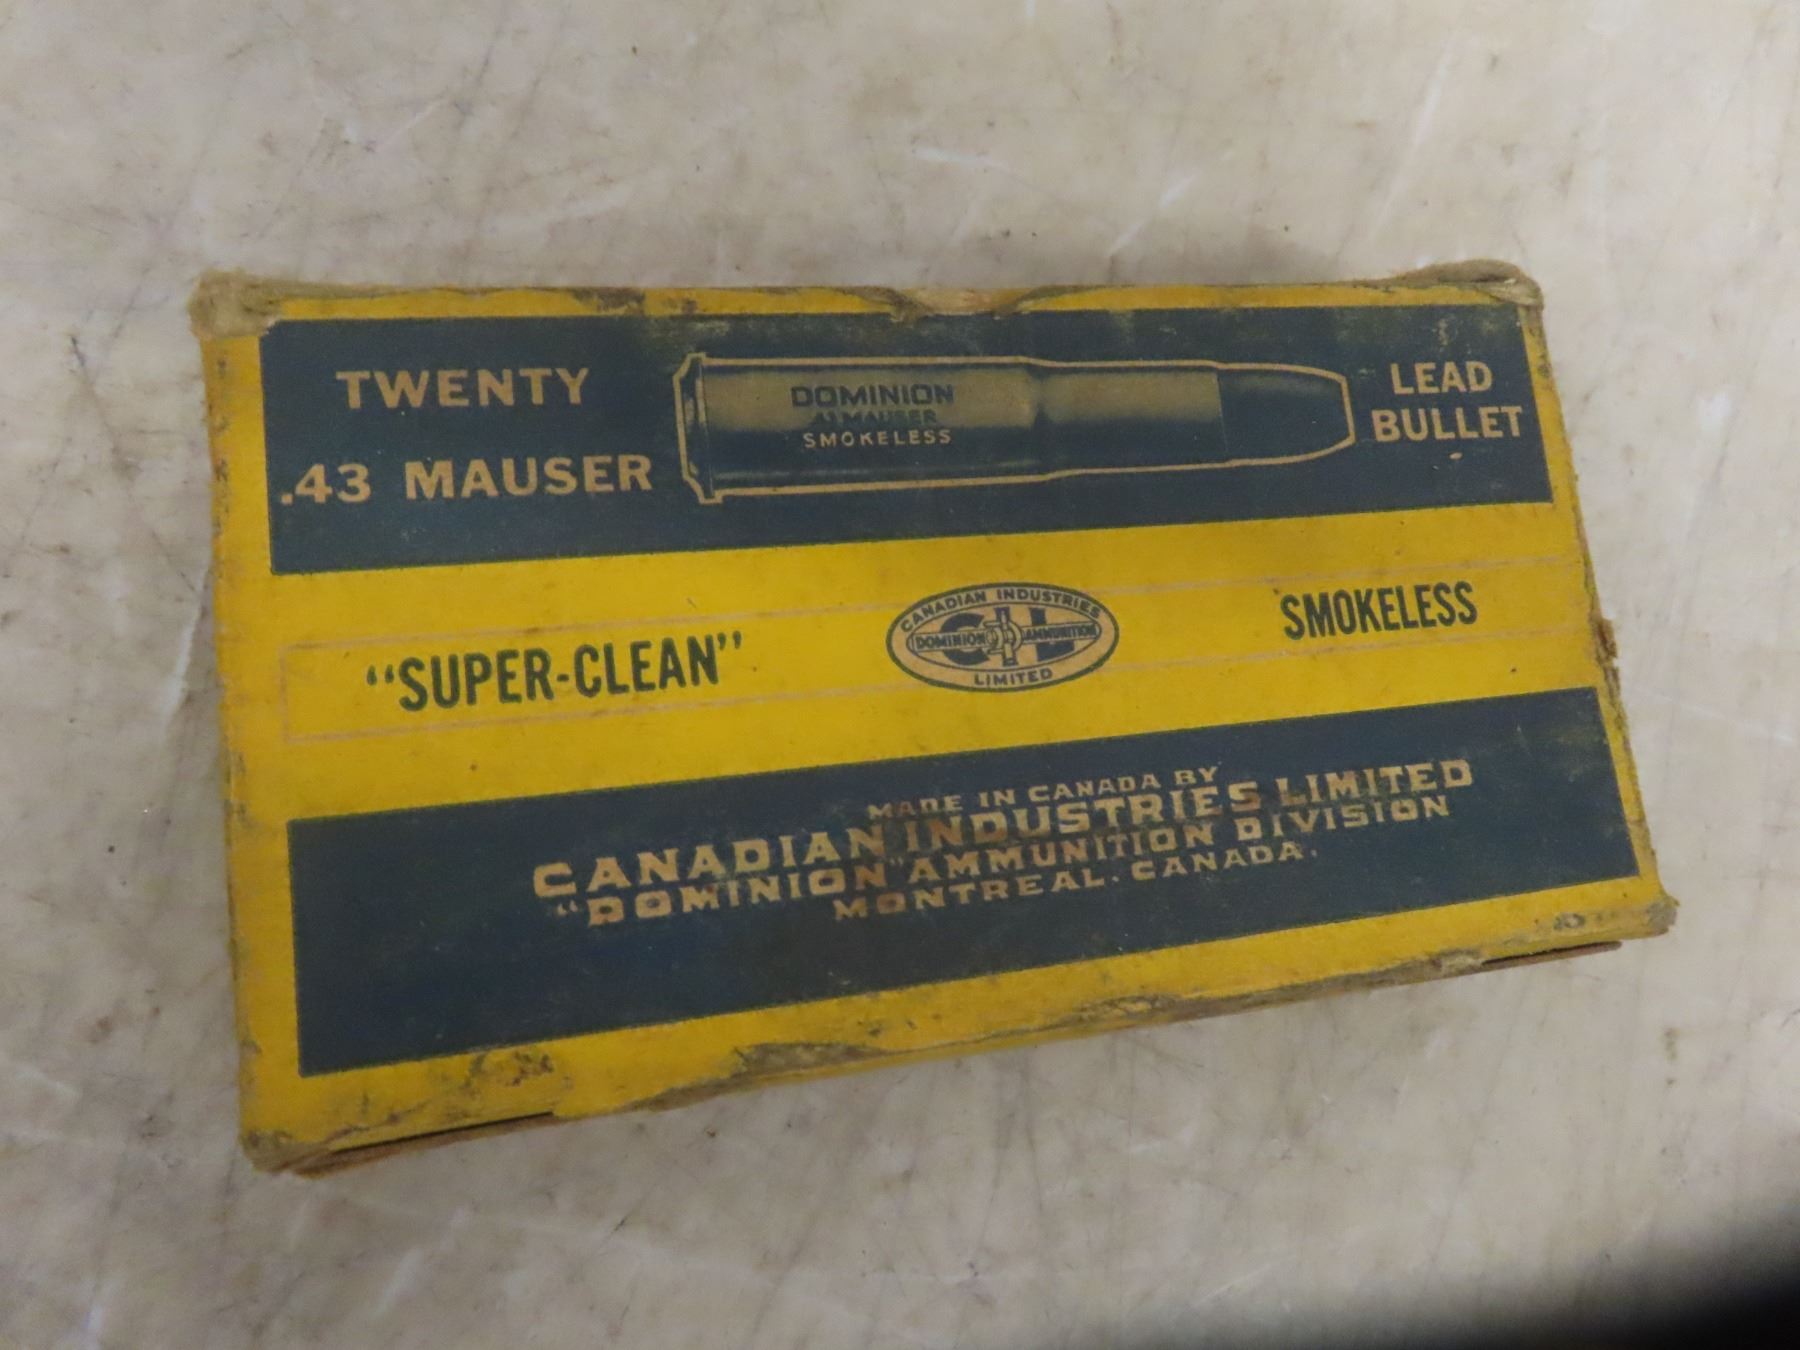 TWENTY
.43 MAUSER
DOMINION
.43 MAUSER
SMOKELESS
LEAD
BULLET
"SUPER-CLEAN"
CANADIAN INDUSTRIES
CIL
DOMINION AMMUNITION
LIMITED
SMOKELESS
MADE IN CANADA BY
CANADIAN INDUSTRIES LIMITED
"DOMINION" AMMUNITION DIVISION
MONTREAL. CANADA.